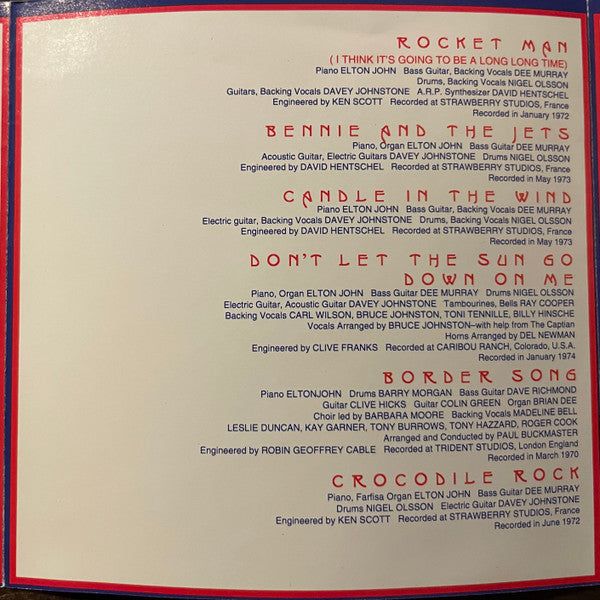 ROCKET MAN
(I THINK IT'S GOING TO BE A LONG LONG TIME)
Piano ELTON JOHN Bass Guitar, Backing Vocals DEE MURRAY
Drums, Backing Vocals NIGEL OLSSON
Guitars, Backing Vocals DAVEY JOHNSTONE A.R.P. Synthesizer DAVID HENTSCHEL
Engineered by KEN SCOTT Recorded at STRAWBERRY STUDIOS, France
Recorded in January 1972
BENNIE AND THE JETS
Piano, Organ ELTON JOHN Bass Guitar DEE MURRAY
Acoustic Guitar, Electric Guitars DAVEY JOHNSTONE Drums NIGEL OLSSON
Engineered by DAVID HENTSCHEL Recorded at STRAWBERRY STUDIOS, France
Recorded in May 1973
CANDLE IN THE WIND
Piano ELTON JOHN Bass Guitar, Backing Vocals DEE MURRAY
Electric guitar, Backing Vocals DAVEY JOHNSTONE Drums, Backing Vocals NIGEL OLSSON
Engineered by DAVID HENTSCHEL Recorded at STRAWBERRY STUDIOS, France
Recorded in May 1973
DON'T LET THE SUN GO
DOWN ON ME
Piano, Organ ELTON JOHN Bass Guitar DEE MURRAY Drums NIGEL OLSSON
Electric Guitar, Acoustic Guitar DAVEY JOHNSTONE Tambourines, Bells RAY COOPER
Backing Vocals CARL WILSON, BRUCE JOHNSTON, TONI TENNILLE, BILLY HINSCHE
Vocals Arranged by BRUCE JOHNSTON—with help from The Captian
Horns Arranged by DEL NEWMAN
Engineered by CLIVE FRANKS Recorded at CARIBOU RANCH, Colorado, U.S.A.
Recorded in January 1974
BORDER SONG
Piano ELTONJOHN Drums BARRY MORGAN Bass Guitar DAVE RICHMOND
Guitar CLIVE HICKS Guitar COLIN GREEN Organ BRIAN DEE
Choir led by BARBARA MOORE Backing Vocals MADELINE BELL
LESLIE DUNCAN, KAY GARNER, TONY BURROWS, TONY HAZZARD, ROGER COOK
Arranged and Conducted by PAUL BUCKMASTER
Engineered by ROBIN GEOFFREY CABLE Recorded at TRIDENT STUDIOS, London England
Recorded in March 1970
CROCODILE ROCK
Piano, Farfisa Organ ELTON JOHN Bass Guitar DEE MURRAY
Drums NIGEL OLSSON Electric Guitar DAVEY JOHNSTONE
Engineered by KEN SCOTT Recorded at STRAWBERRY STUDIOS, France
Recorded in June 1972